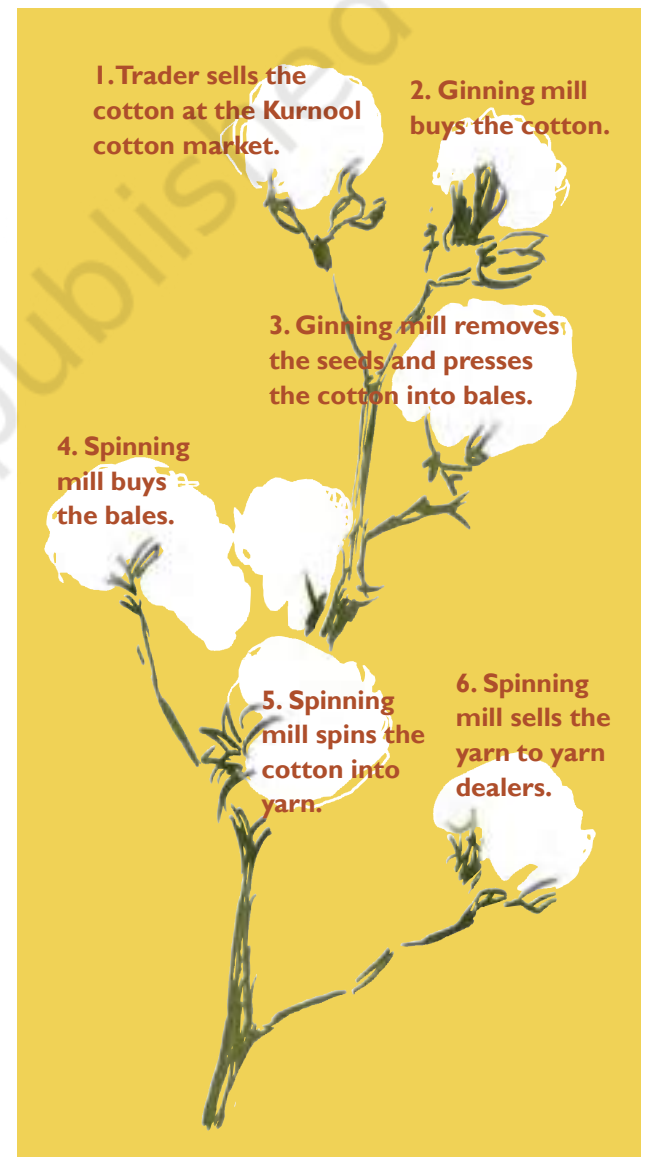 1. Trader sells the
cotton at the Kurnool
cotton market.
2. Ginning mill
buys the cotton.
3. Ginning mill removes
the seeds and presses
the cotton into bales.
4. Spinning
mill buys
the bales.
5. Spinning
mill spins the
cotton into
yarn.
6. Spinning
mill sells the
yarn to yarn
dealers.
published